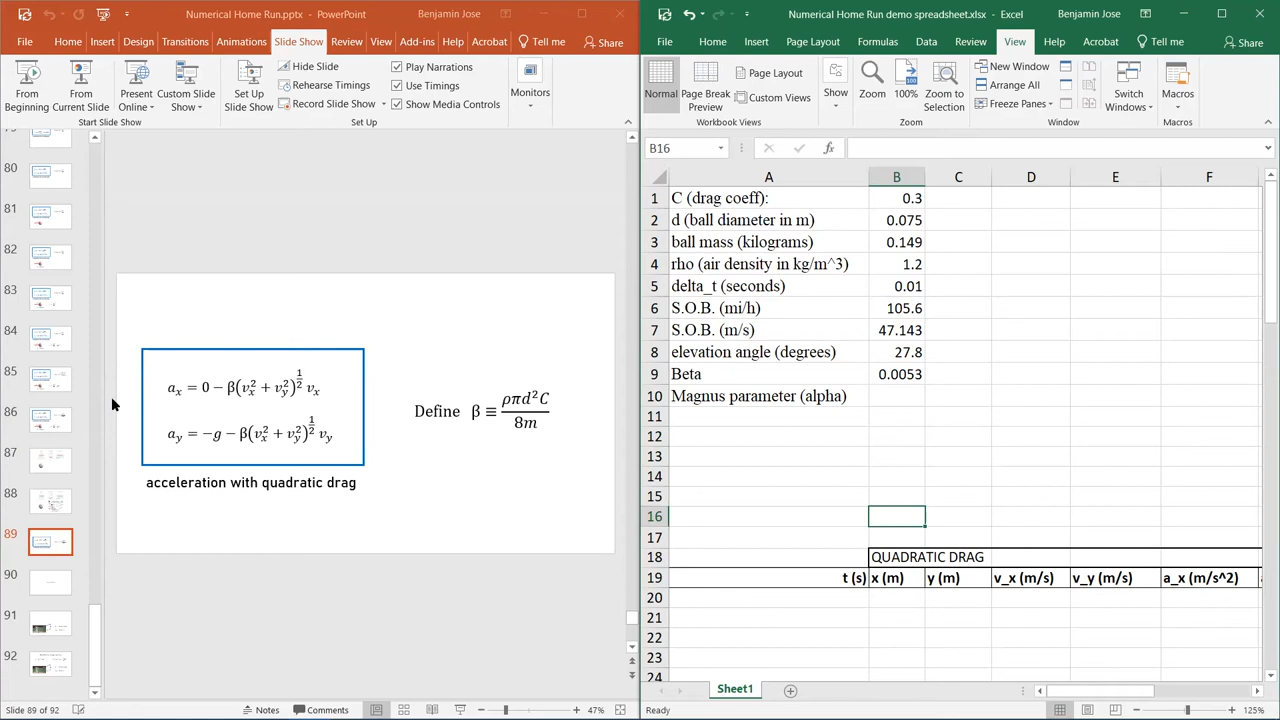 Numerical Home Run.pptx - PowerPoint
Benjamin Jose
File Home Insert Design Transitions Animations Slide Show Review View Add-ins Help Acrobat Tell me Share
From Beginning
From Current Slide
Present Online
Custom Slide Show
Set Up Slide Show
Hide Slide
Rehearse Timings
Record Slide Show
Play Narrations
Use Timings
Show Media Controls
Monitors
Start Slide Show
Set Up
80
81
82
83
84
85
86
87
88
89
90
91
92
a_x = 0 − β(v_x^2 + v_y^2)^{1/2} v_x
a_y = −g − β(v_x^2 + v_y^2)^{1/2} v_y
acceleration with quadratic drag
Define β ≡ ρπd²C / 8m
Slide 89 of 92
Notes
Comments
47%
Numerical Home Run demo spreadsheet.xlsx - Excel
Benjamin Jose
File Home Insert Page Layout Formulas Data Review View Help Acrobat Tell me Share
Normal
Page Break Preview
Page Layout
Custom Views
Show
Zoom
100%
Zoom to Selection
New Window
Arrange All
Freeze Panes
Switch Windows
Macros
Workbook Views
Zoom
Window
Macros
B16
fx
A B C D E F
1 C (drag coeff): 0.3
2 d (ball diameter in m) 0.075
3 ball mass (kilograms) 0.149
4 rho (air density in kg/m^3) 1.2
5 delta_t (seconds) 0.01
6 S.O.B. (mi/h) 105.6
7 S.O.B. (m/s) 47.143
8 elevation angle (degrees) 27.8
9 Beta 0.0053
10 Magnus parameter (alpha)
11
12
13
14
15
16
17
18 QUADRATIC DRAG
19 t (s) x (m) y (m) v_x (m/s) v_y (m/s) a_x (m/s^2)
20
21
22
23
24
Sheet1
Ready
125%